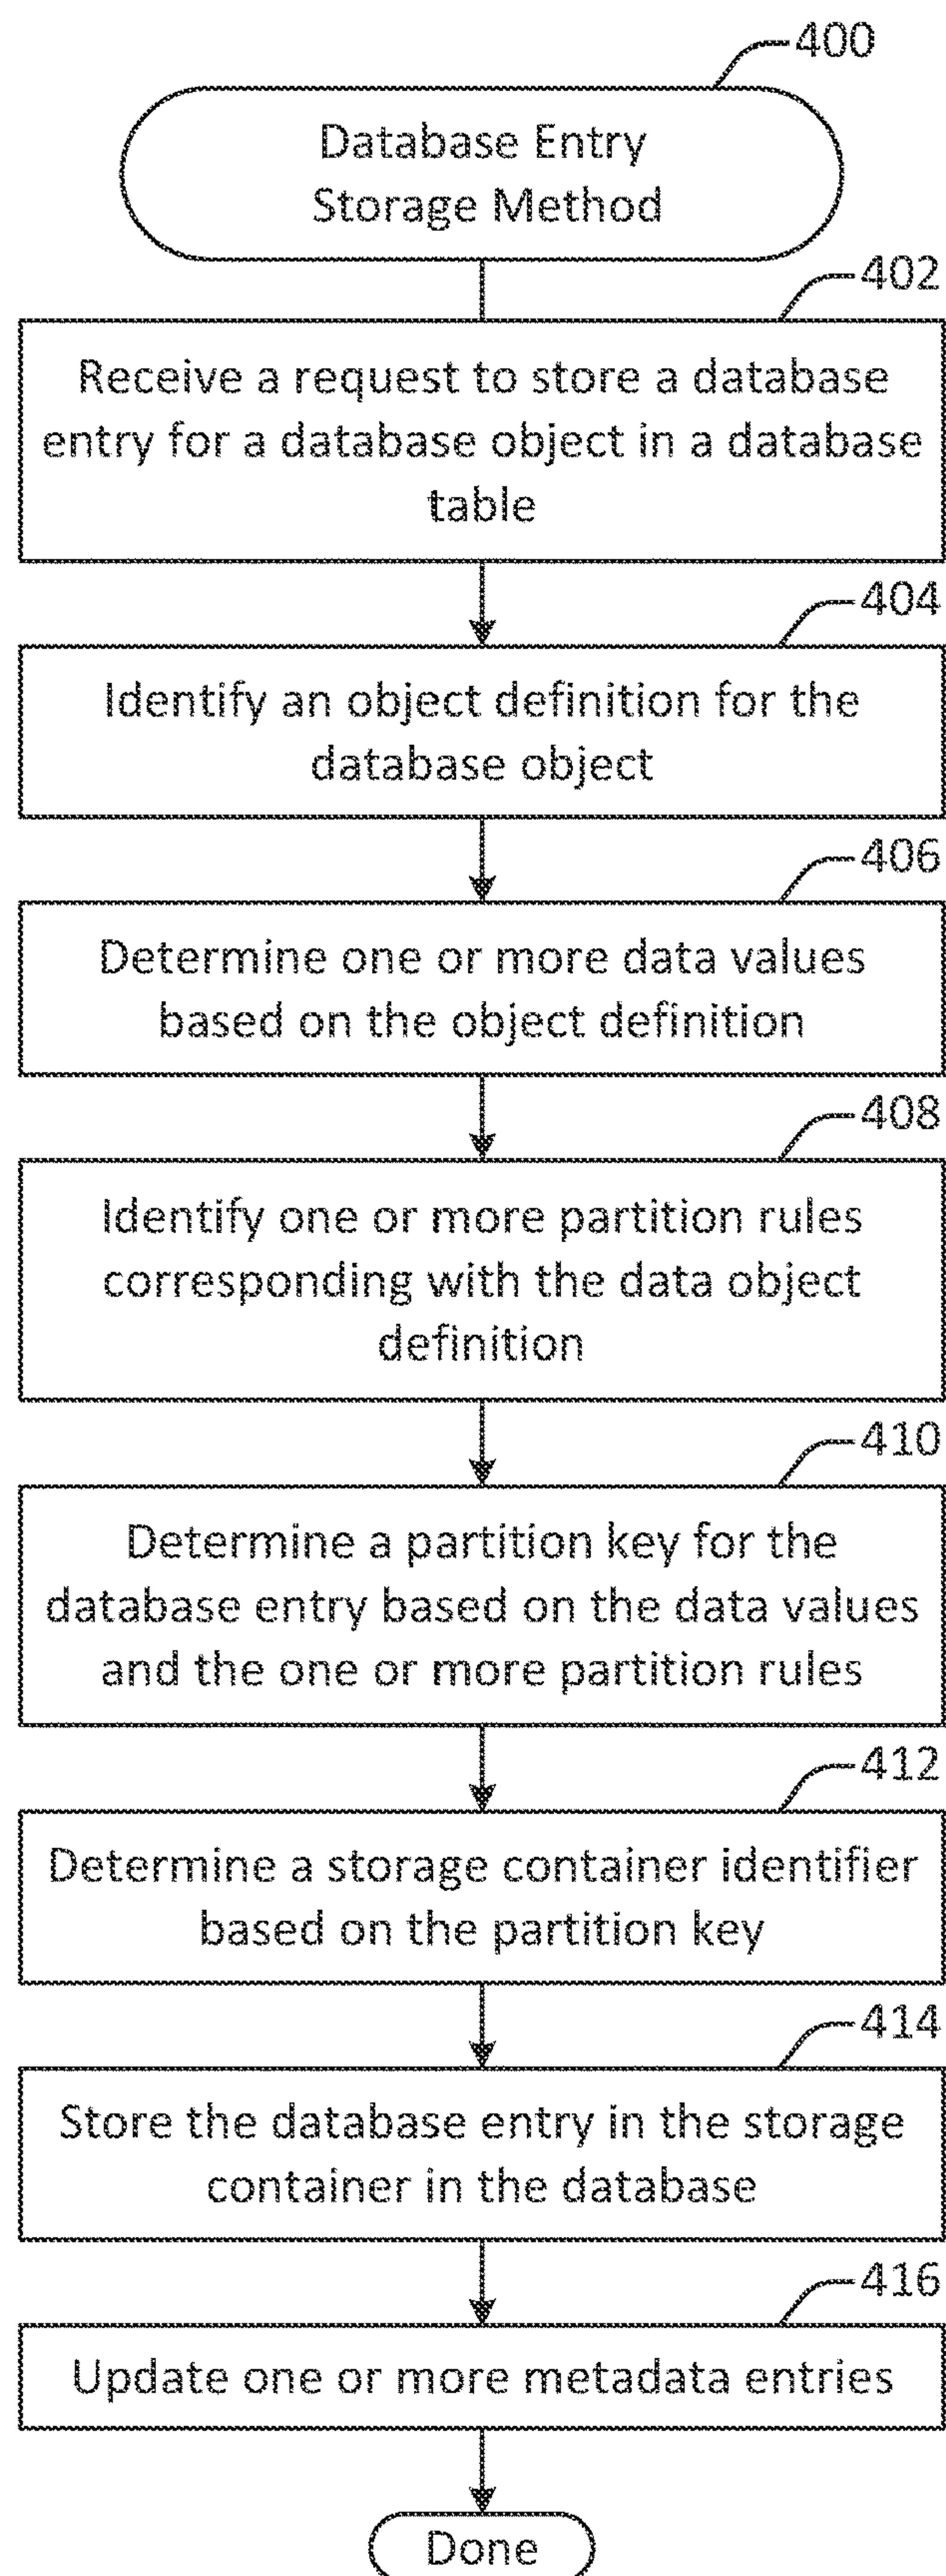 400
Database Entry
Storage Method
402
Receive a request to store a database
entry for a database object in a database
table
404
Identify an object definition for the
database object
406
Determine one or more data values
based on the object definition
408
Identify one or more partition rules
corresponding with the data object
definition
410
Determine a partition key for the
database entry based on the data values
and the one or more partition rules
412
Determine a storage container identifier
based on the partition key
414
Store the database entry in the storage
container in the database
416
Update one or more metadata entries
Done